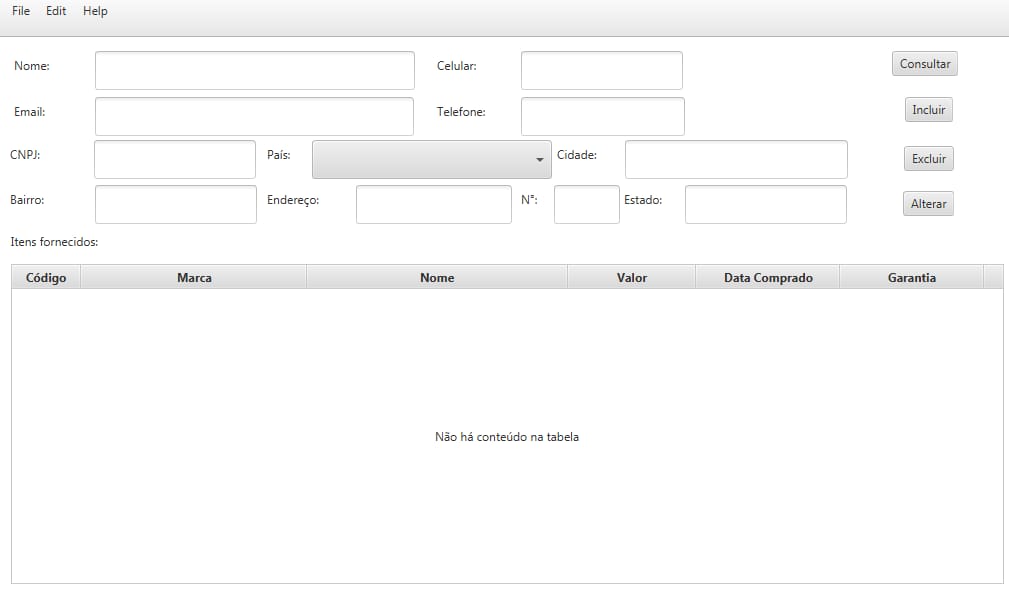 File Edit Help
Nome: Celular: Consultar
Email: Telefone: Incluir
CNPJ: País: Cidade: Excluir
Bairro: Endereço: N°: Estado: Alterar
Itens fornecidos:
Código Marca Nome Valor Data Comprado Garantia
Não há conteúdo na tabela